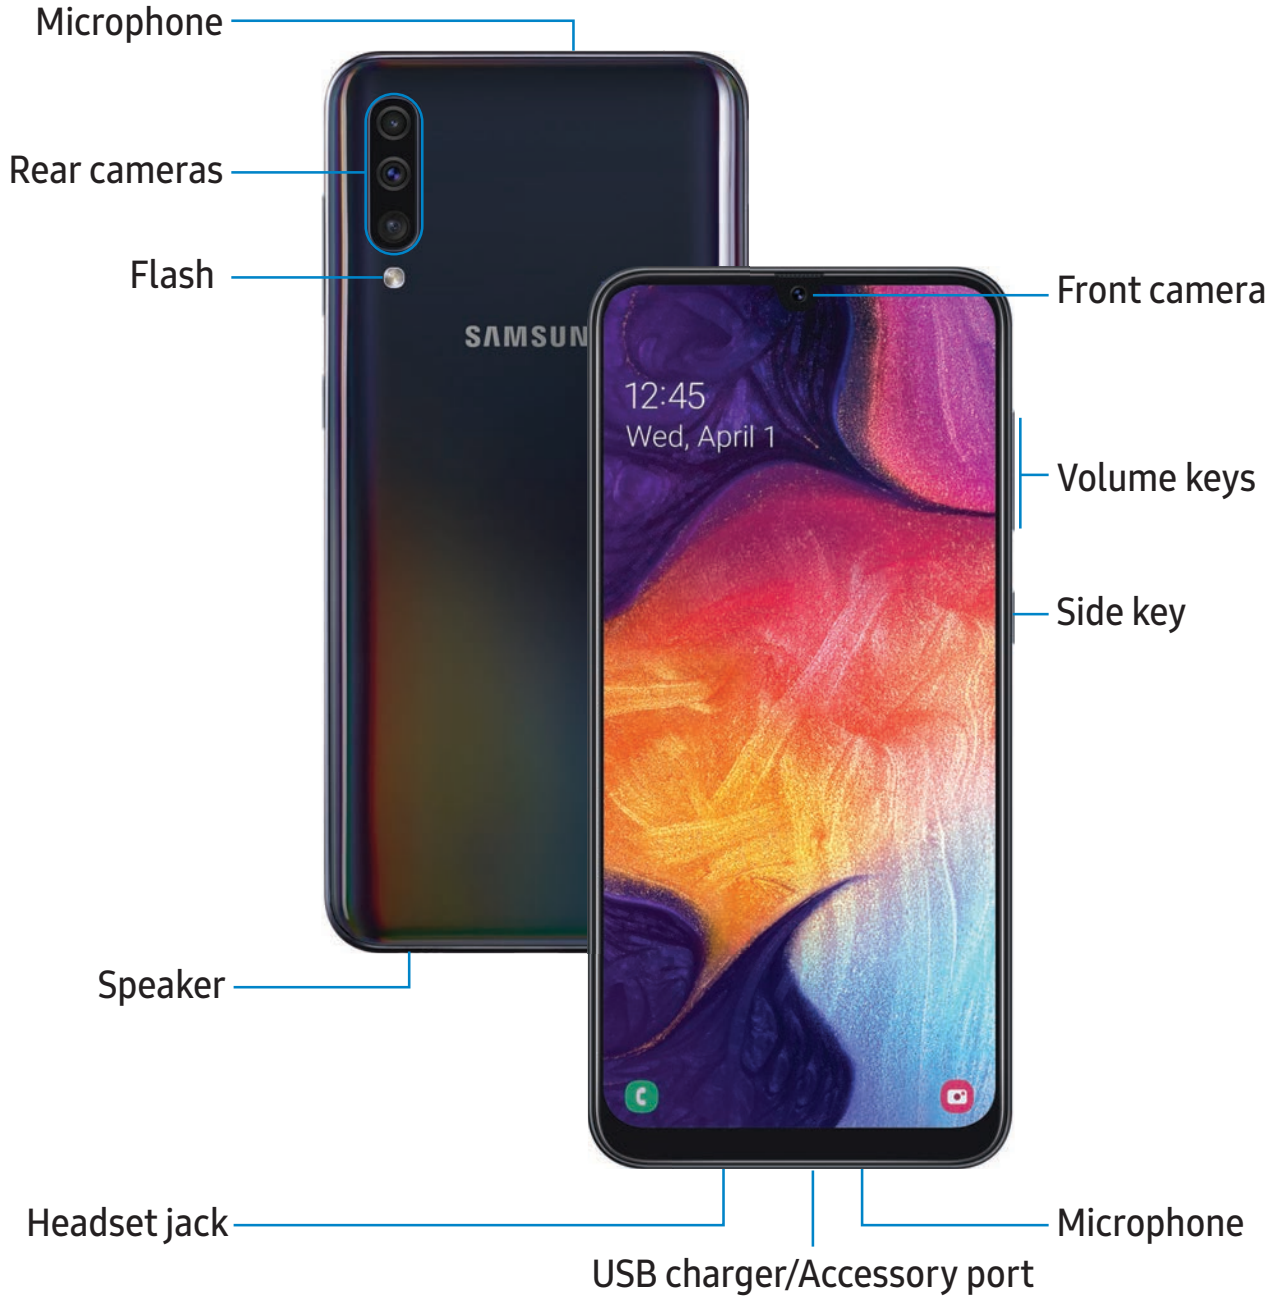 Microphone
Rear cameras
Flash
SAMSUN
Front camera
12:45
Wed, April 1
Volume keys
Side key
Speaker
Headset jack
Microphone
USB charger/Accessory port